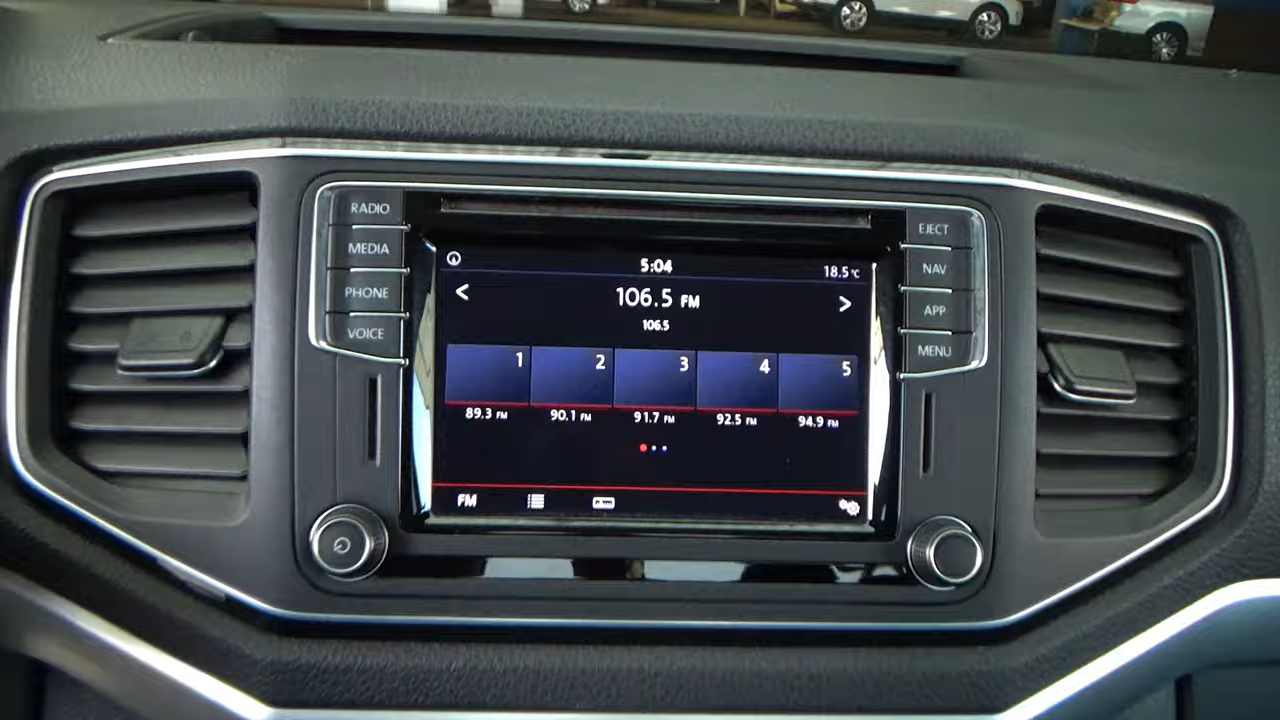 RADIO
MEDIA
PHONE
VOICE
EJECT
NAV
APP
MENU
5:04
18.5°C
< 106.5 FM >
106.5
1 2 3 4 5
89.3 FM 90.1 FM 91.7 FM 92.5 FM 94.9 FM
FM